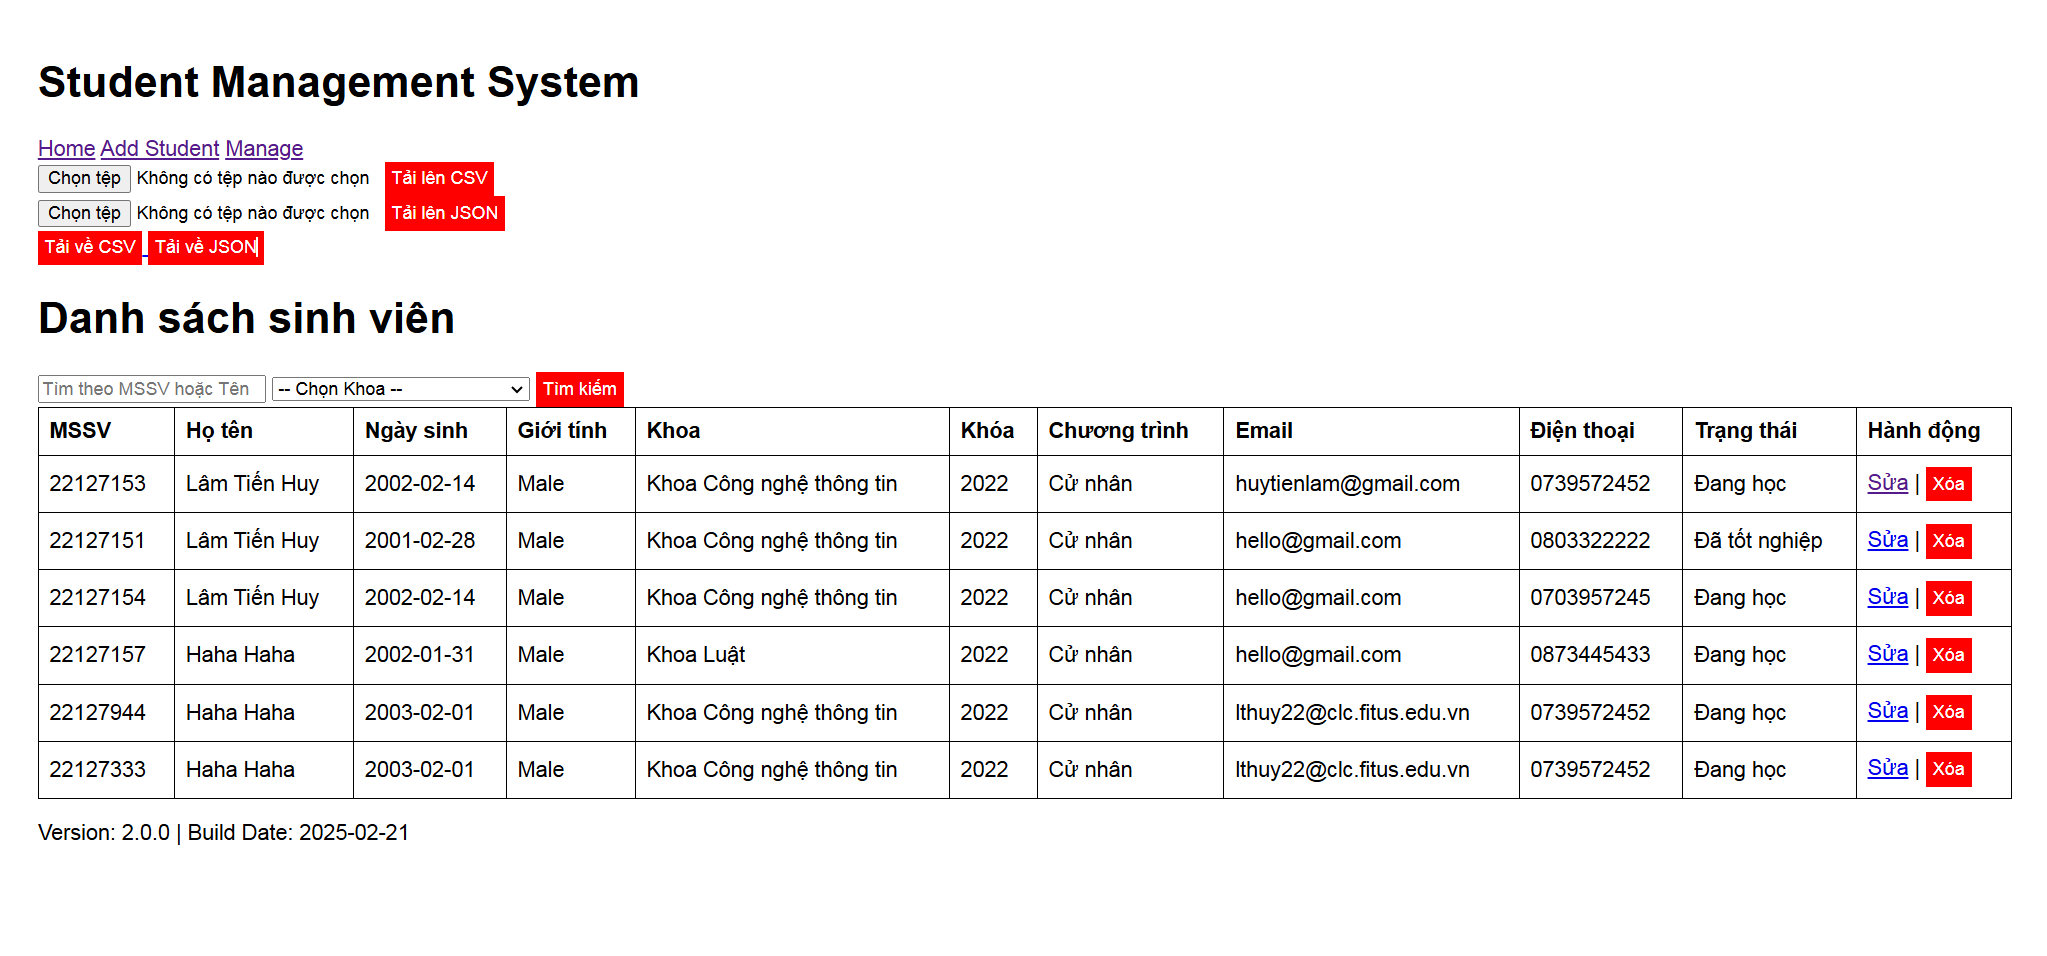 Student Management System
Home Add Student Manage
Chọn tệp Không có tệp nào được chọn Tải lên CSV
Chọn tệp Không có tệp nào được chọn Tải lên JSON
Tải về CSV Tải về JSON
Danh sách sinh viên
Tìm theo MSSV hoặc Tên -- Chọn Khoa -- Tìm kiếm
MSSV Họ tên Ngày sinh Giới tính Khoa Khóa Chương trình Email Điện thoại Trạng thái Hành động
22127153 Lâm Tiến Huy 2002-02-14 Male Khoa Công nghệ thông tin 2022 Cử nhân huytienlam@gmail.com 0739572452 Đang học Sửa | Xóa
22127151 Lâm Tiến Huy 2001-02-28 Male Khoa Công nghệ thông tin 2022 Cử nhân hello@gmail.com 0803322222 Đã tốt nghiệp Sửa | Xóa
22127154 Lâm Tiến Huy 2002-02-14 Male Khoa Công nghệ thông tin 2022 Cử nhân hello@gmail.com 0703957245 Đang học Sửa | Xóa
22127157 Haha Haha 2002-01-31 Male Khoa Luật 2022 Cử nhân hello@gmail.com 0873445433 Đang học Sửa | Xóa
22127944 Haha Haha 2003-02-01 Male Khoa Công nghệ thông tin 2022 Cử nhân lthuy22@clc.fitus.edu.vn 0739572452 Đang học Sửa | Xóa
22127333 Haha Haha 2003-02-01 Male Khoa Công nghệ thông tin 2022 Cử nhân lthuy22@clc.fitus.edu.vn 0739572452 Đang học Sửa | Xóa
Version: 2.0.0 | Build Date: 2025-02-21